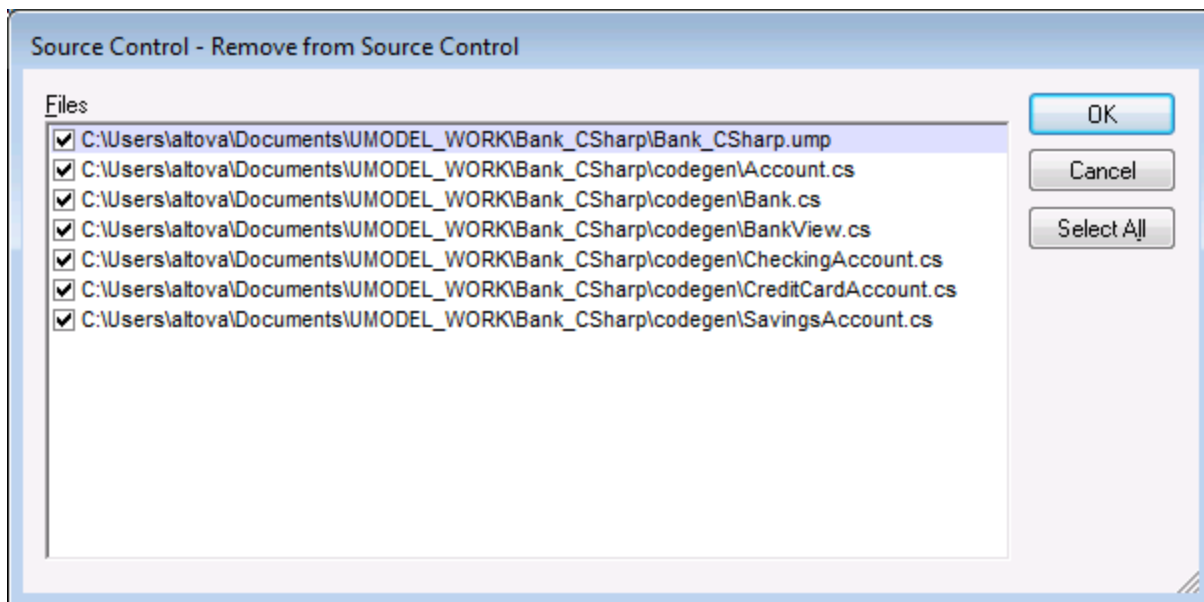 Source Control - Remove from Source Control
Files
C:\Users\altova\Documents\UMODEL_WORK\Bank_CSharp\Bank_CSharp.ump
C:\Users\altova\Documents\UMODEL_WORK\Bank_CSharp\codegen\Account.cs
C:\Users\altova\Documents\UMODEL_WORK\Bank_CSharp\codegen\Bank.cs
C:\Users\altova\Documents\UMODEL_WORK\Bank_CSharp\codegen\BankView.cs
C:\Users\altova\Documents\UMODEL_WORK\Bank_CSharp\codegen\CheckingAccount.cs
C:\Users\altova\Documents\UMODEL_WORK\Bank_CSharp\codegen\CreditCardAccount.cs
C:\Users\altova\Documents\UMODEL_WORK\Bank_CSharp\codegen\SavingsAccount.cs
OK
Cancel
Select All